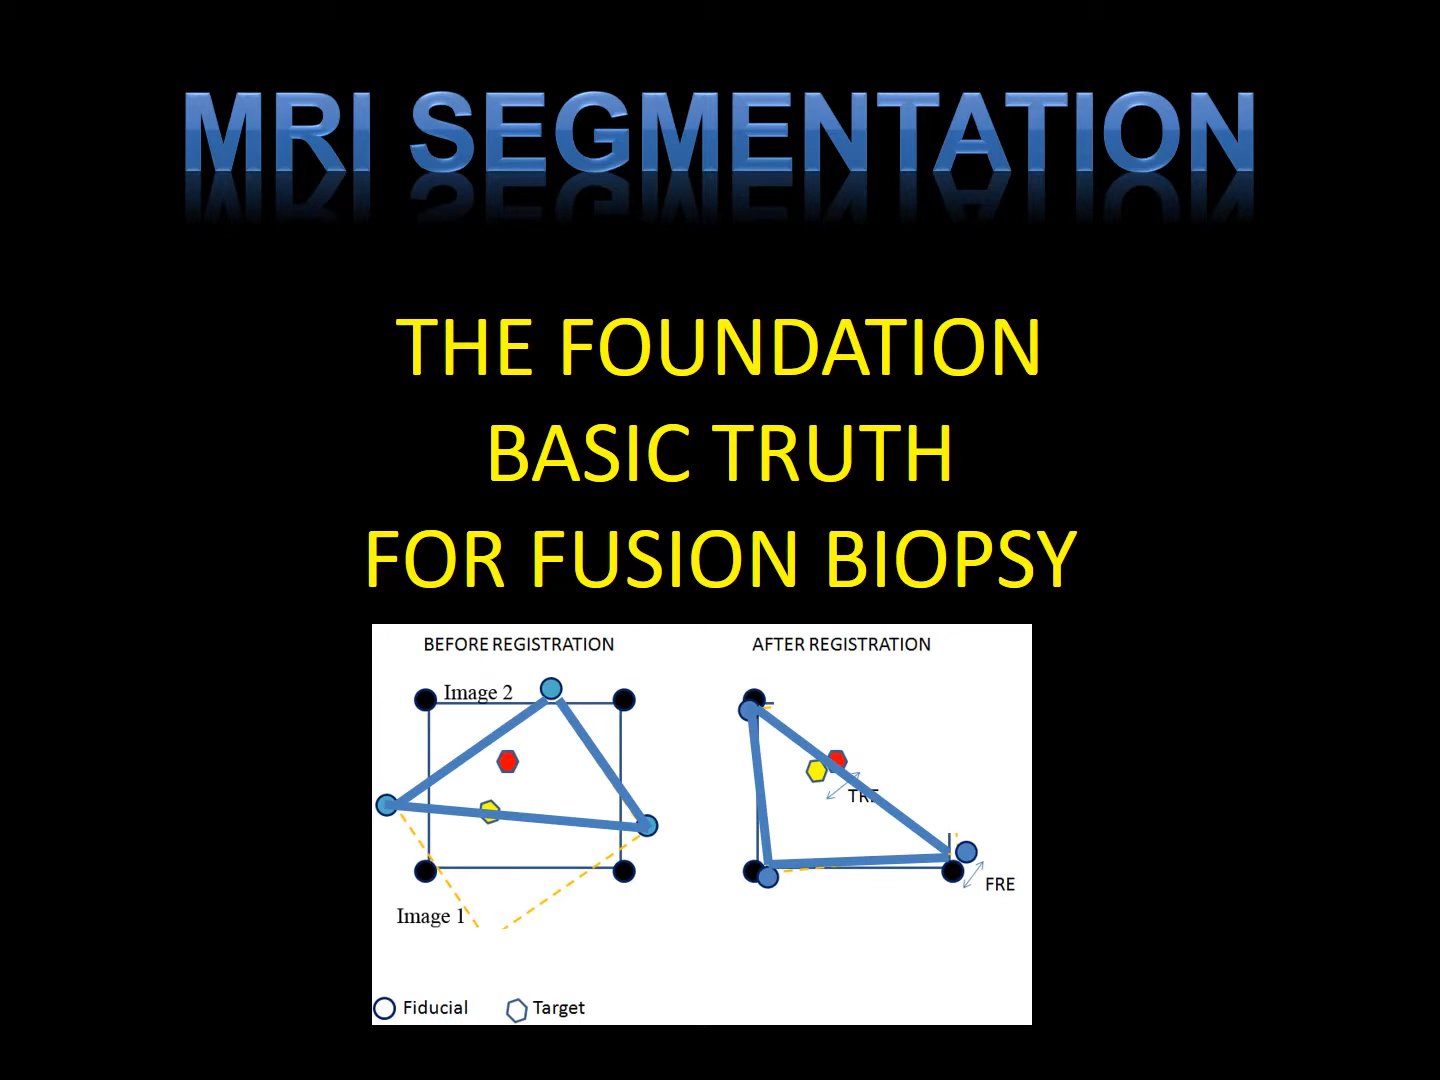 MRI SEGMENTATION
THE FOUNDATION
BASIC TRUTH
FOR FUSION BIOPSY
BEFORE REGISTRATION
AFTER REGISTRATION
Image 2
TRE
FRE
Image 1
Fiducial
Target